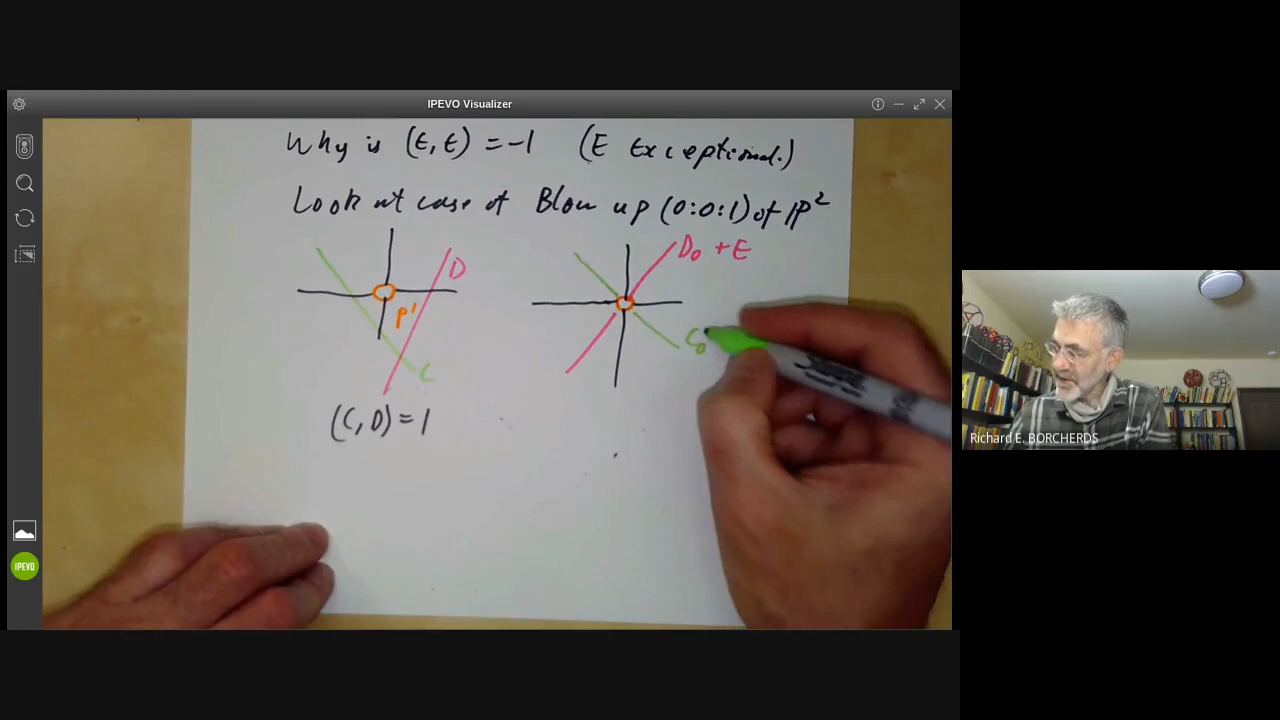 IPEVO Visualizer
Why is (E, E) = -1 (E Exceptional.)
Look at case of Blow up (0:0:1) of ℙ²
D
P¹
C
(C, D) = 1
D₀ + E
C₀
IPEVO
Richard E. BORCHERDS